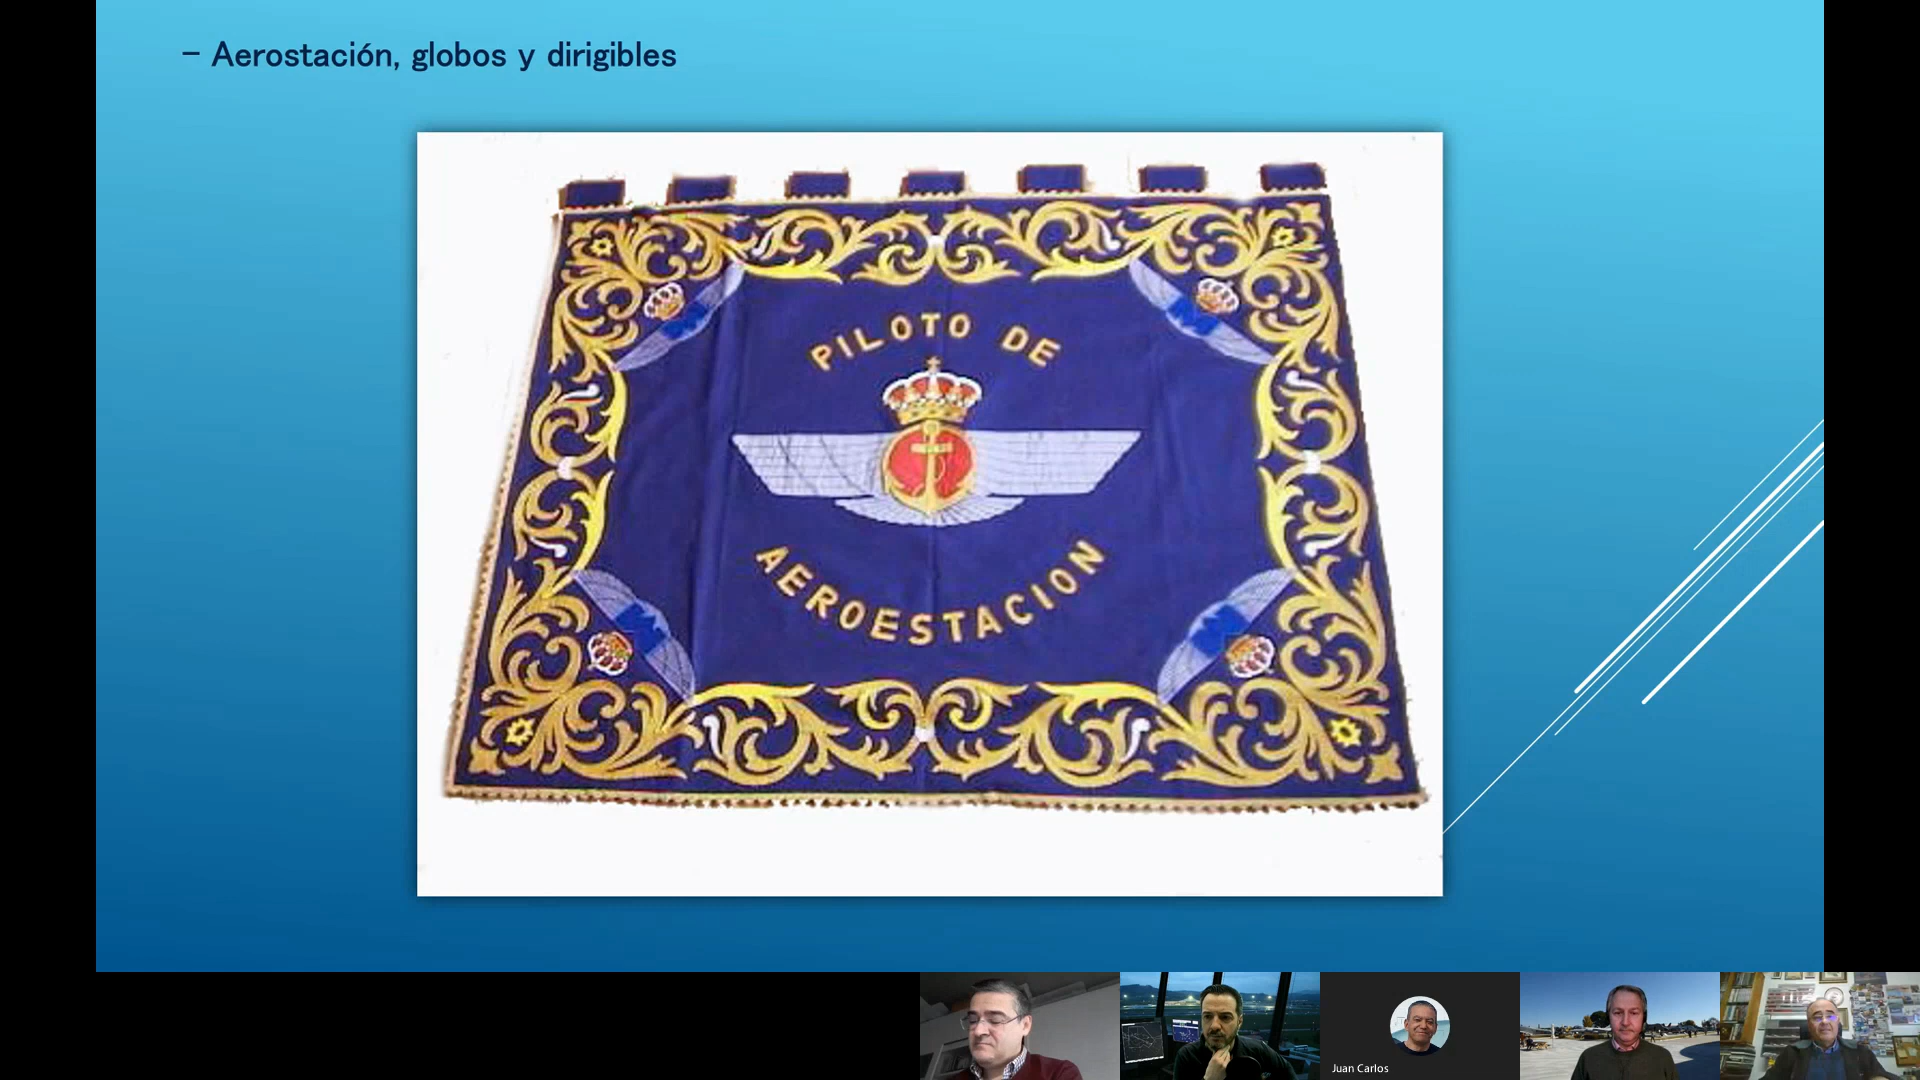 - Aerostación, globos y dirigibles
PILOTO DE
AEROESTACION
Juan Carlos